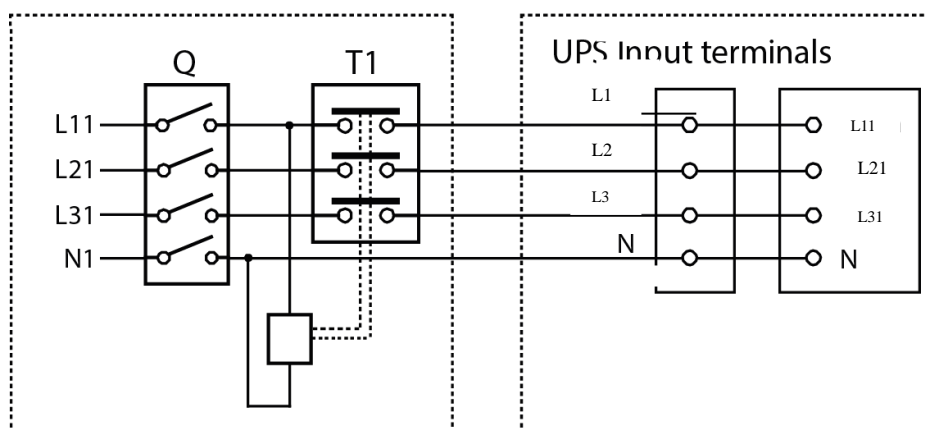 UPS Input terminals
Q
T1
L1
L11
L11
L2
L21
L21
L3
L31
L31
N
N1
N